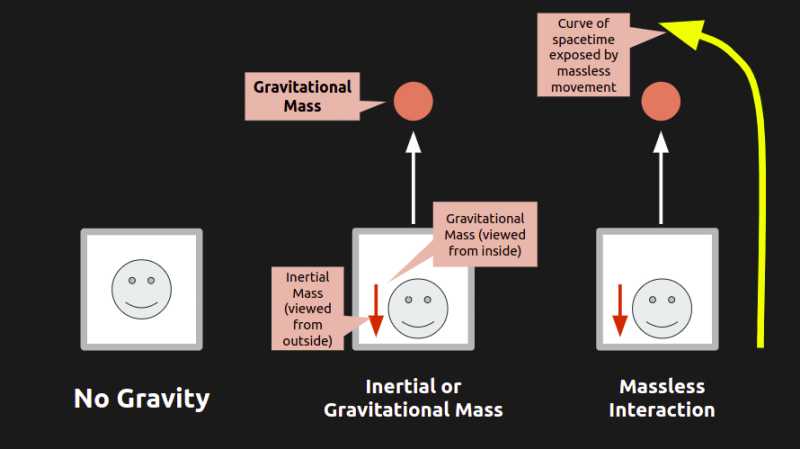 Curve of
spacetime
exposed by
massless
movement
Gravitational
Mass
Gravitational
Mass (viewed
from inside)
Inertial
Mass
(viewed
from
outside)
No Gravity
Inertial or
Gravitational Mass
Massless
Interaction